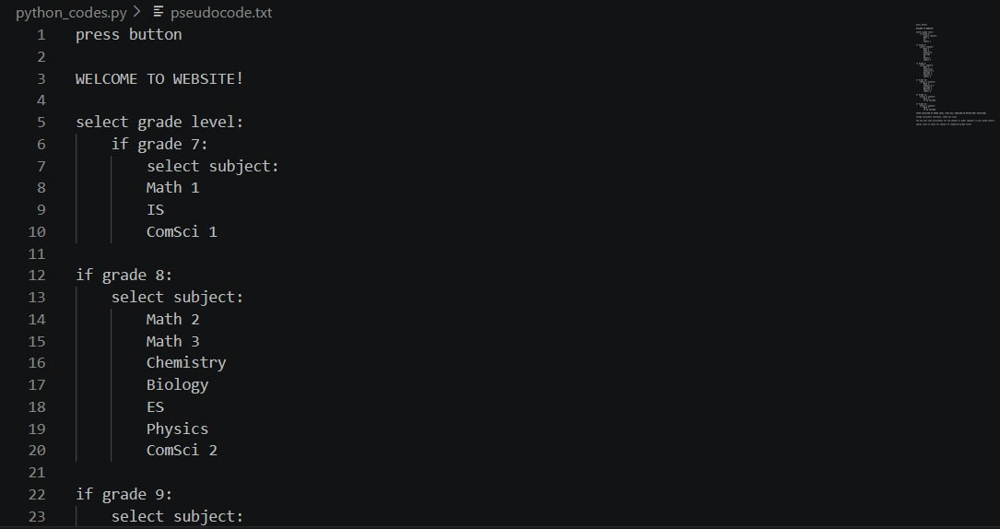 python_codes.py > pseudocode.txt
1 press button
2
3 WELCOME TO WEBSITE!
4
5 select grade level:
6 if grade 7:
7 select subject:
8 Math 1
9 IS
10 ComSci 1
11
12 if grade 8:
13 select subject:
14 Math 2
15 Math 3
16 Chemistry
17 Biology
18 ES
19 Physics
20 ComSci 2
21
22 if grade 9:
23 select subject: